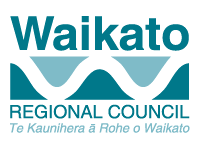 Waikato
REGIONAL COUNCIL
Te Kaunihera ā Rohe o Waikato